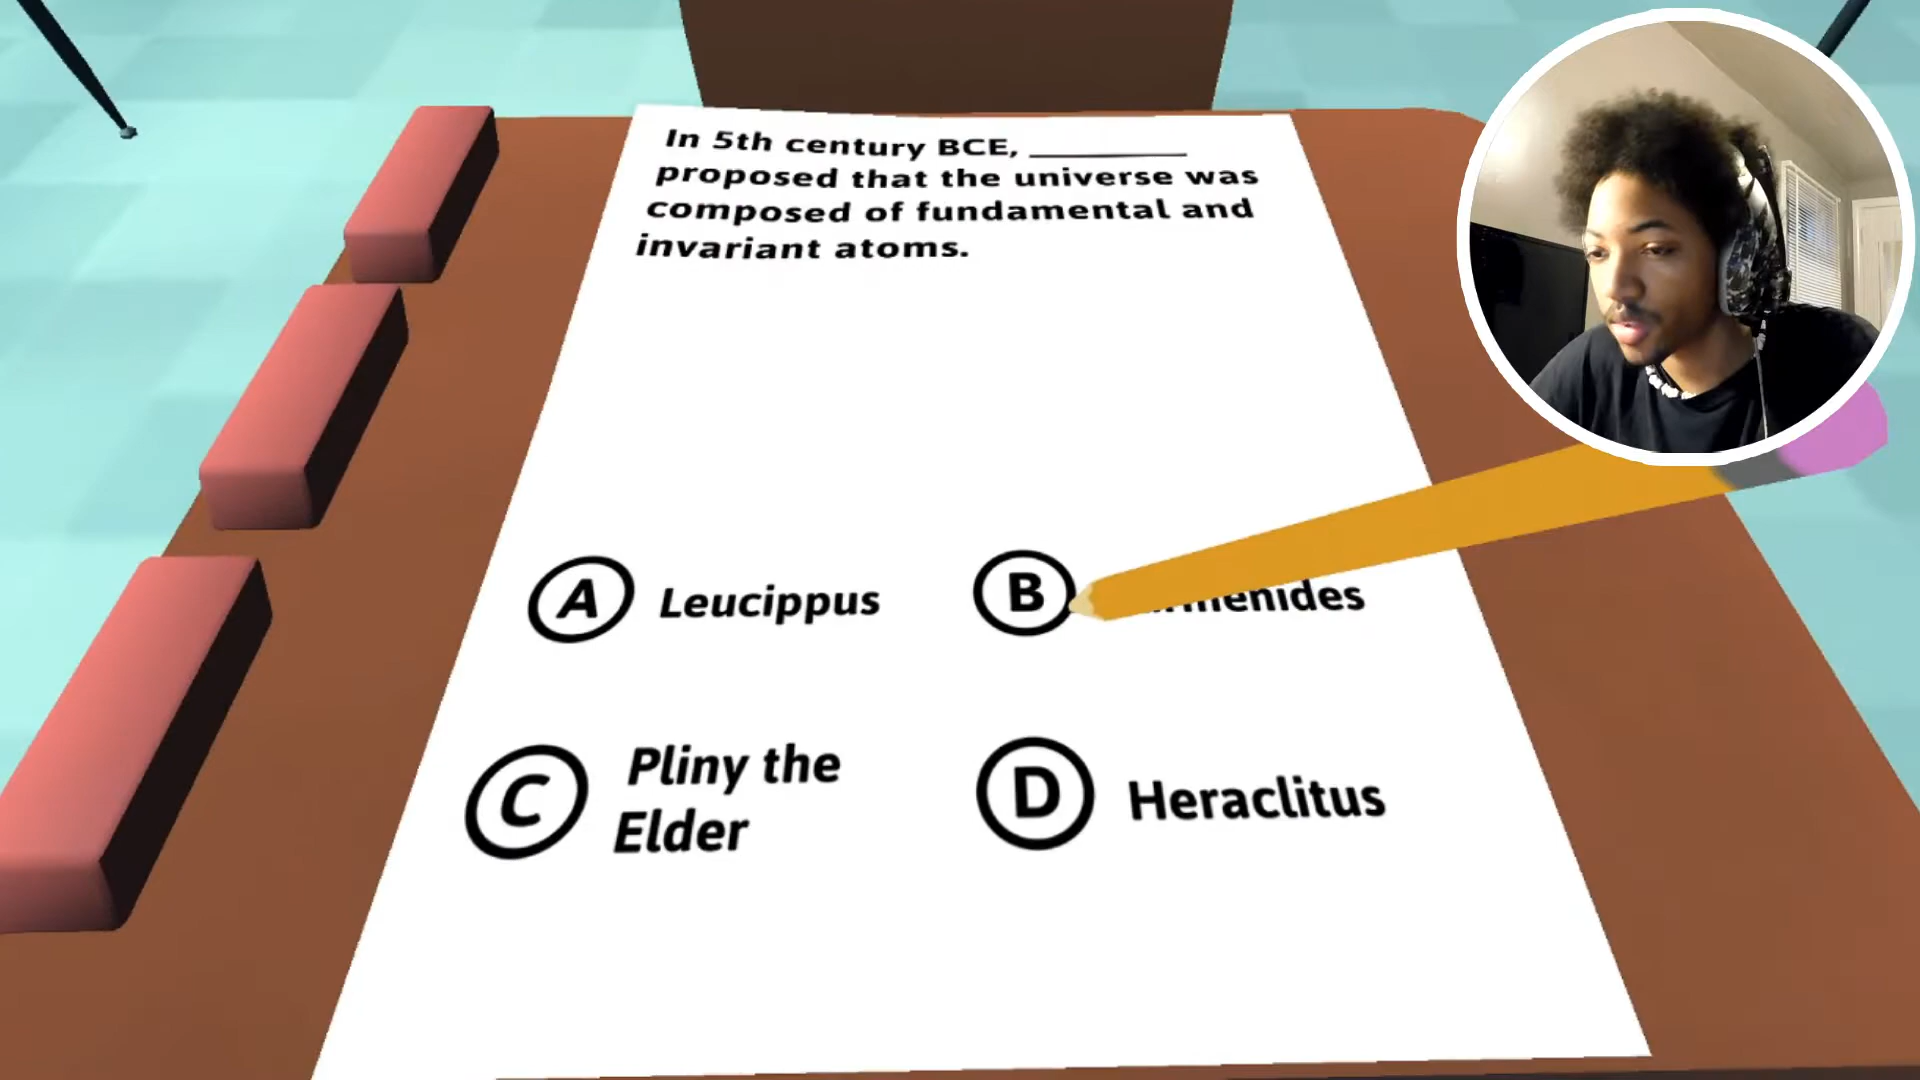 In 5th century BCE, ________
proposed that the universe was
composed of fundamental and
invariant atoms.
A Leucippus
B
C Pliny the
Elder
D Heraclitus